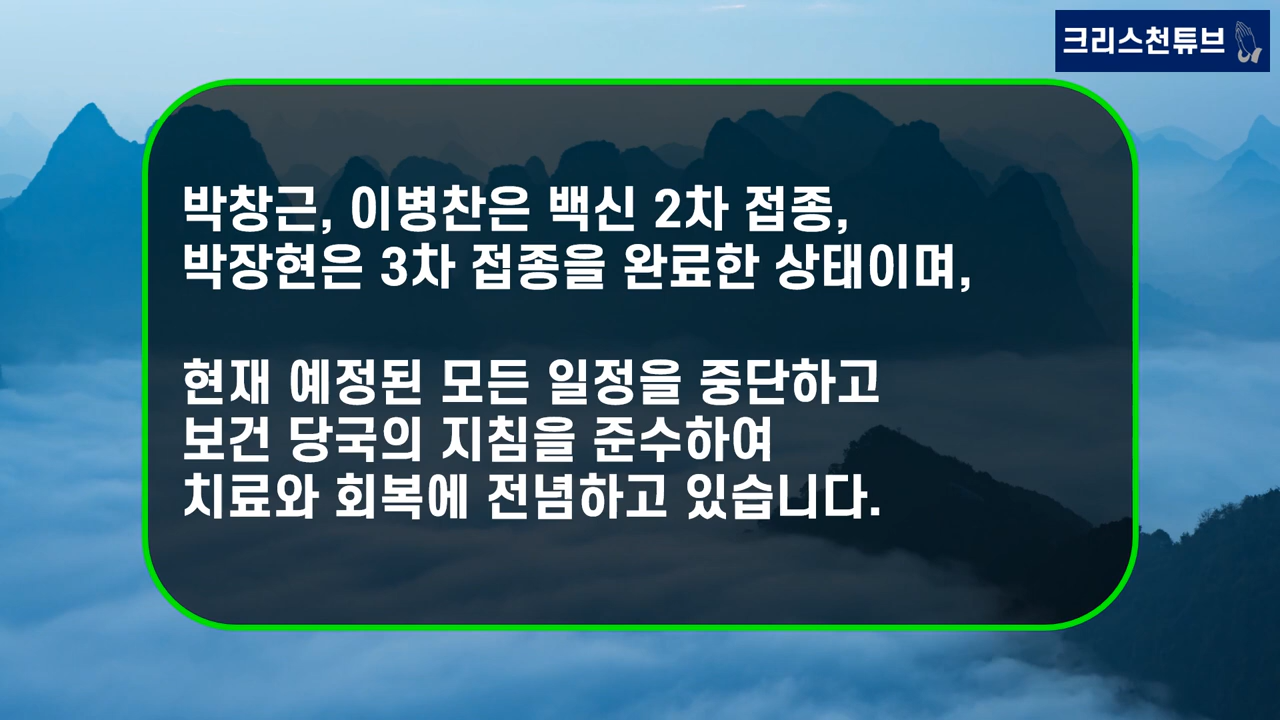 크리스천튜브
박창근, 이병찬은 백신 2차 접종,
박장현은 3차 접종을 완료한 상태이며,
현재 예정된 모든 일정을 중단하고
보건 당국의 지침을 준수하여
치료와 회복에 전념하고 있습니다.